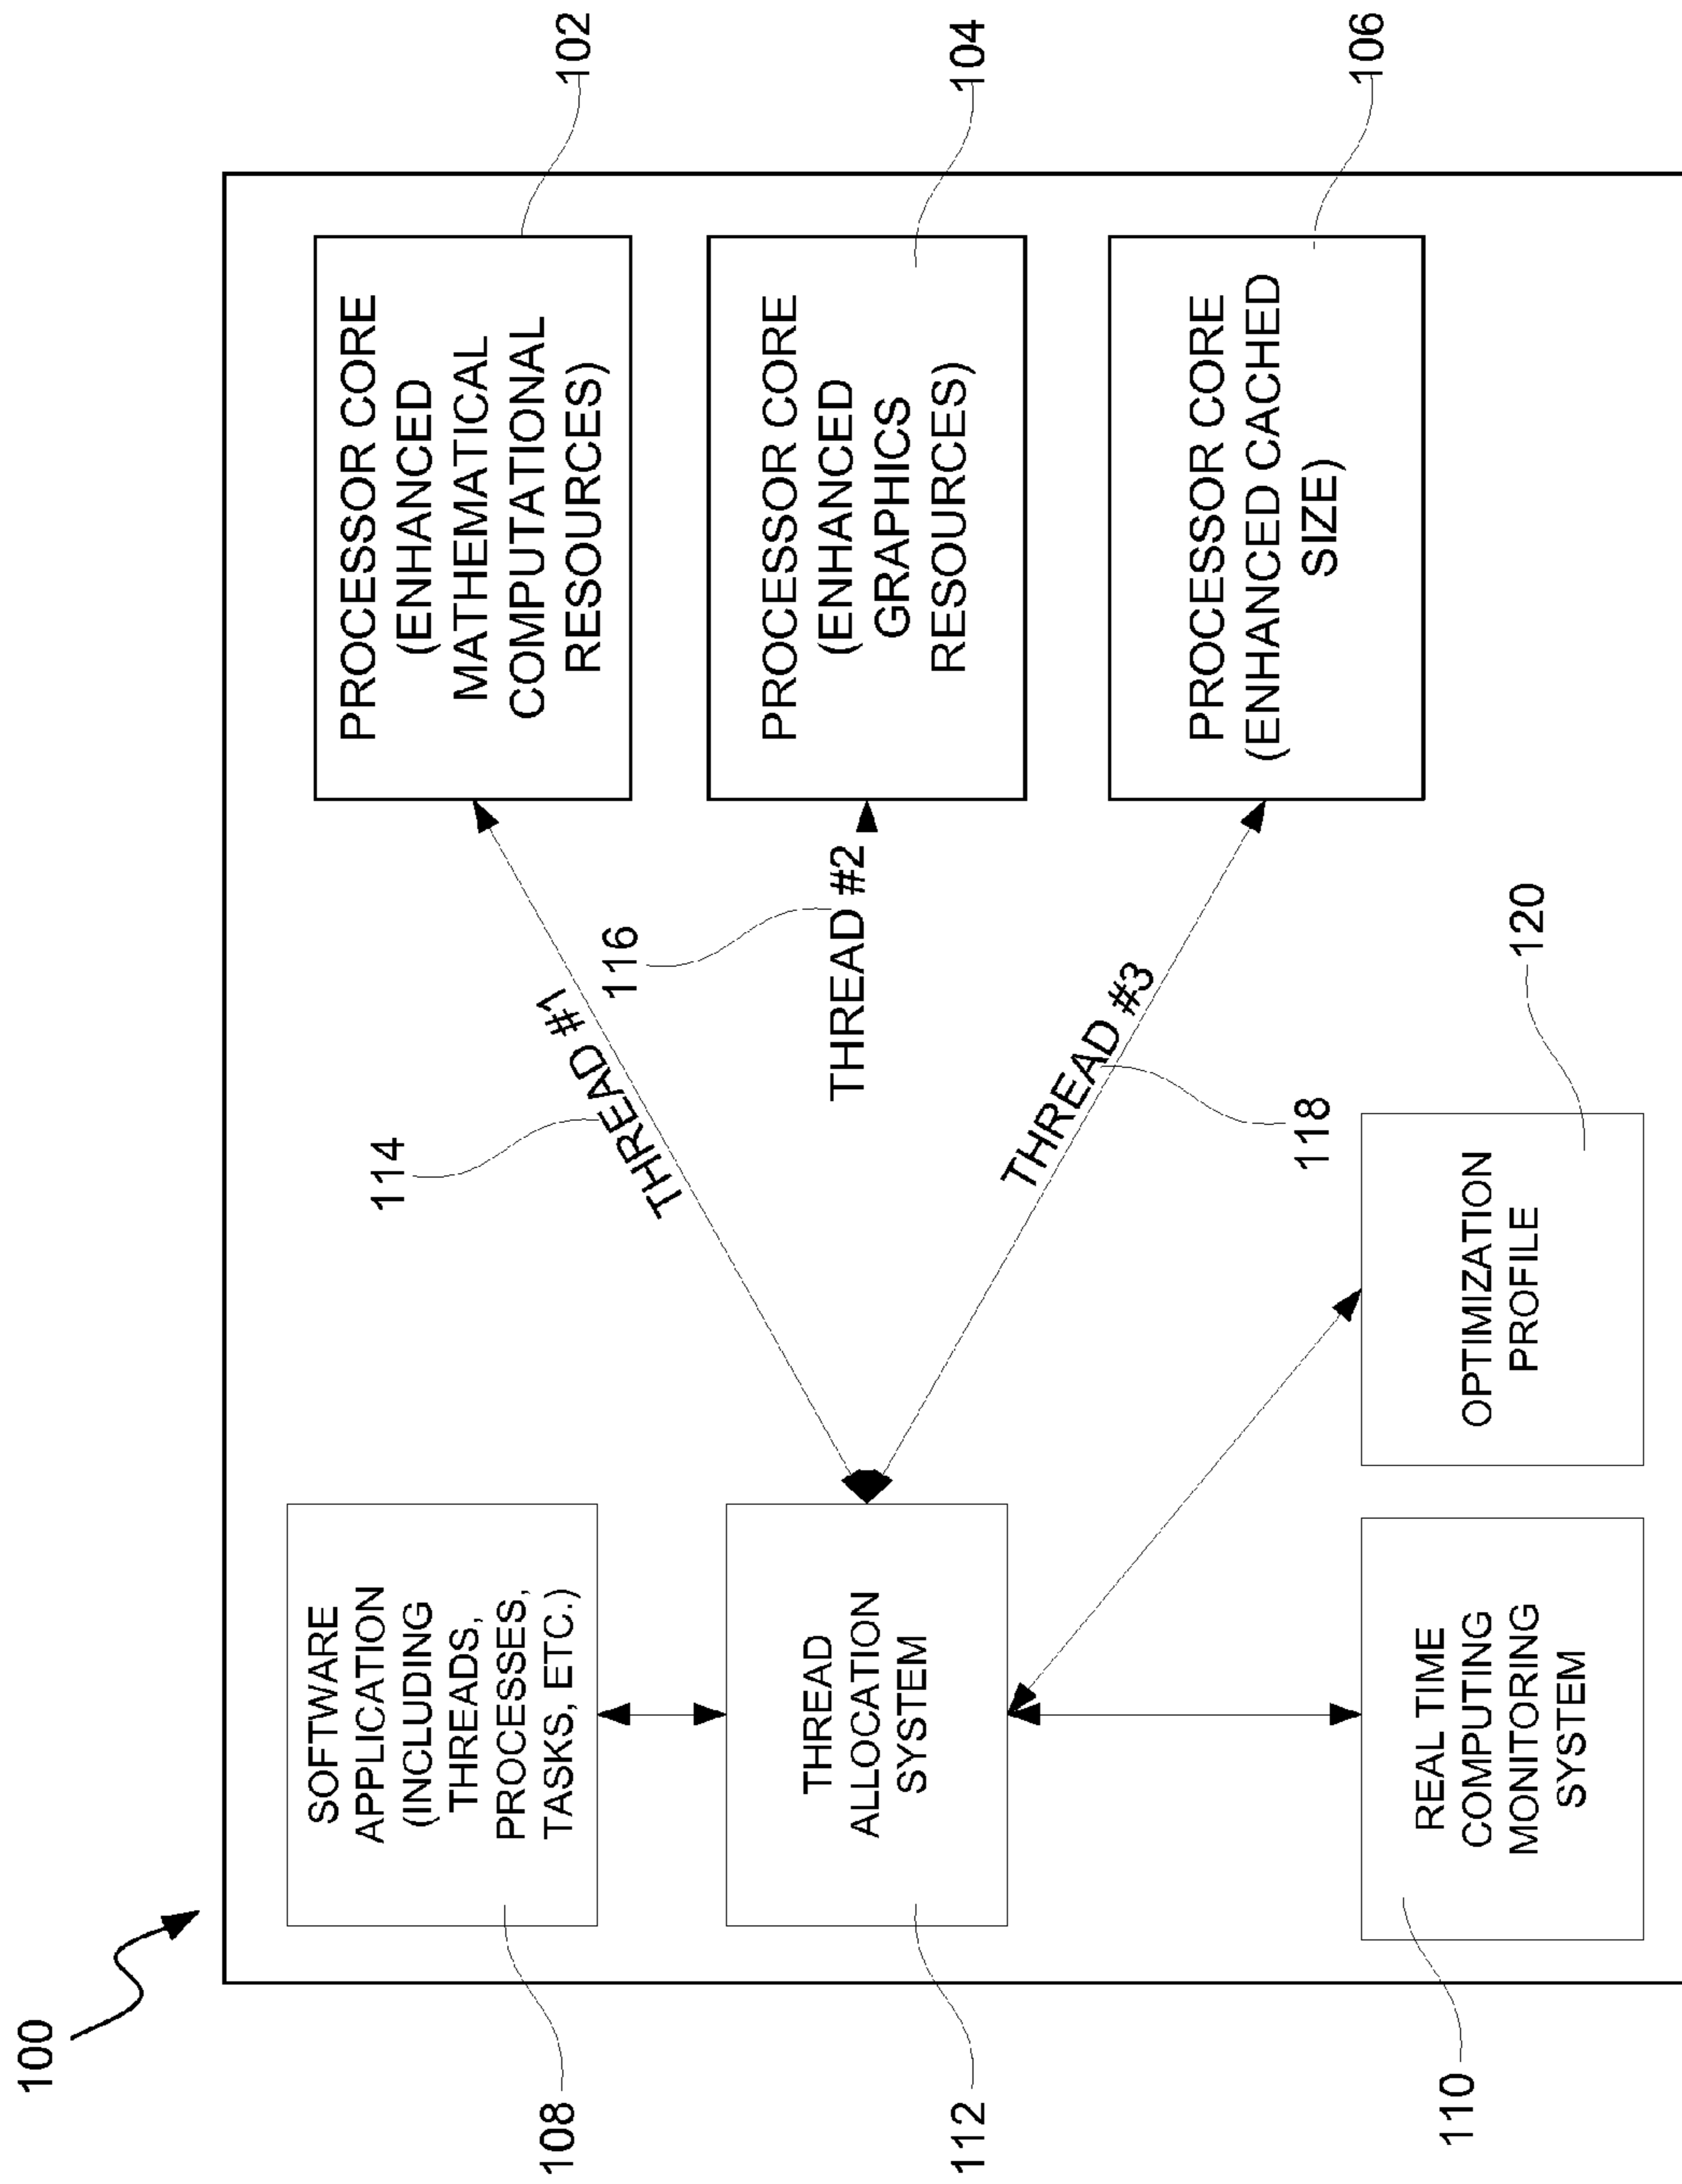 100
SOFTWARE
APPLICATION
(INCLUDING
THREADS,
PROCESSES,
TASKS, ETC.)
108
THREAD
ALLOCATION
SYSTEM
112
REAL TIME
COMPUTING
MONITORING
SYSTEM
110
OPTIMIZATION
PROFILE
120
114
THREAD #1
116
THREAD #2
THREAD #3
118
PROCESSOR CORE
(ENHANCED
MATHEMATICAL
COMPUTATIONAL
RESOURCES)
102
PROCESSOR CORE
(ENHANCED
GRAPHICS
RESOURCES)
104
PROCESSOR CORE
(ENHANCED CACHED
SIZE)
106